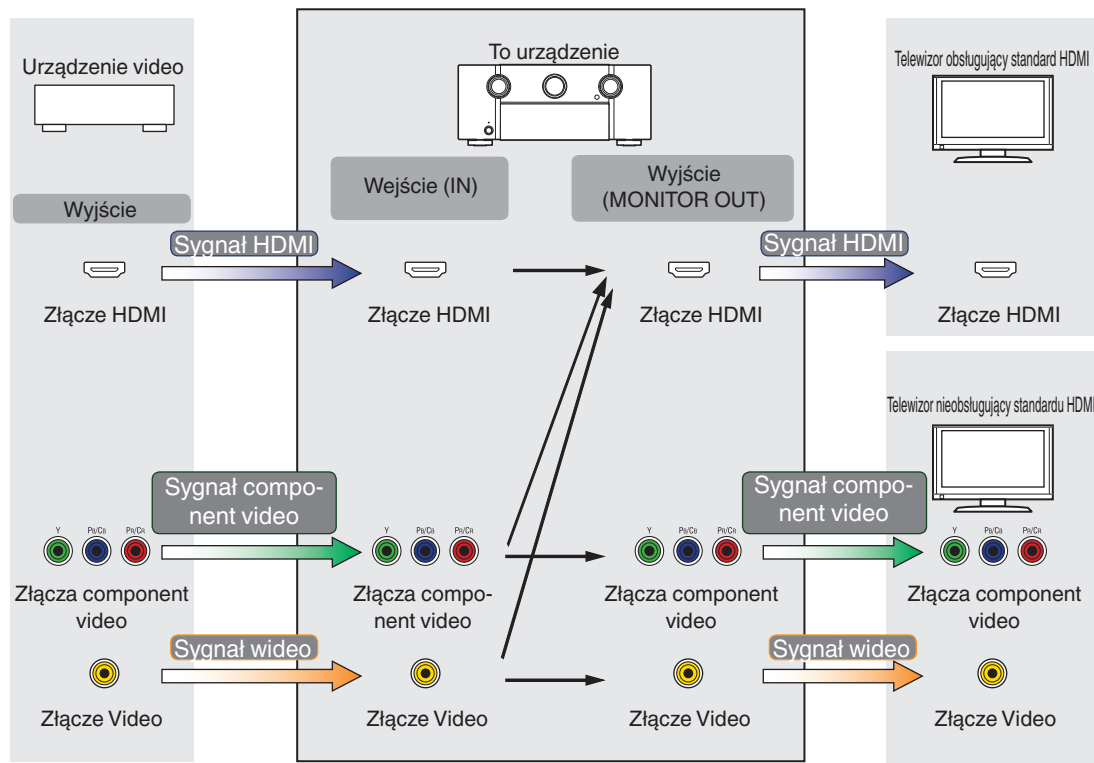 Urządzenie video
To urządzenie
Telewizor obsługujący standard HDMI
Wyjście
Wejście (IN)
Wyjście
(MONITOR OUT)
Sygnał HDMI
Sygnał HDMI
Złącze HDMI
Złącze HDMI
Złącze HDMI
Złącze HDMI
Telewizor nieobsługujący standardu HDMI
Sygnał compo-
nent video
Sygnał compo-
nent video
Y PB/CB PR/CR
Y PB/CB PR/CR
Y PB/CB PR/CR
Y PB/CB PR/CR
Złącza component
video
Złącza compo-
nent video
Złącza component
video
Złącza component
video
Sygnał wideo
Sygnał wideo
Złącze Video
Złącze Video
Złącze Video
Złącze Video